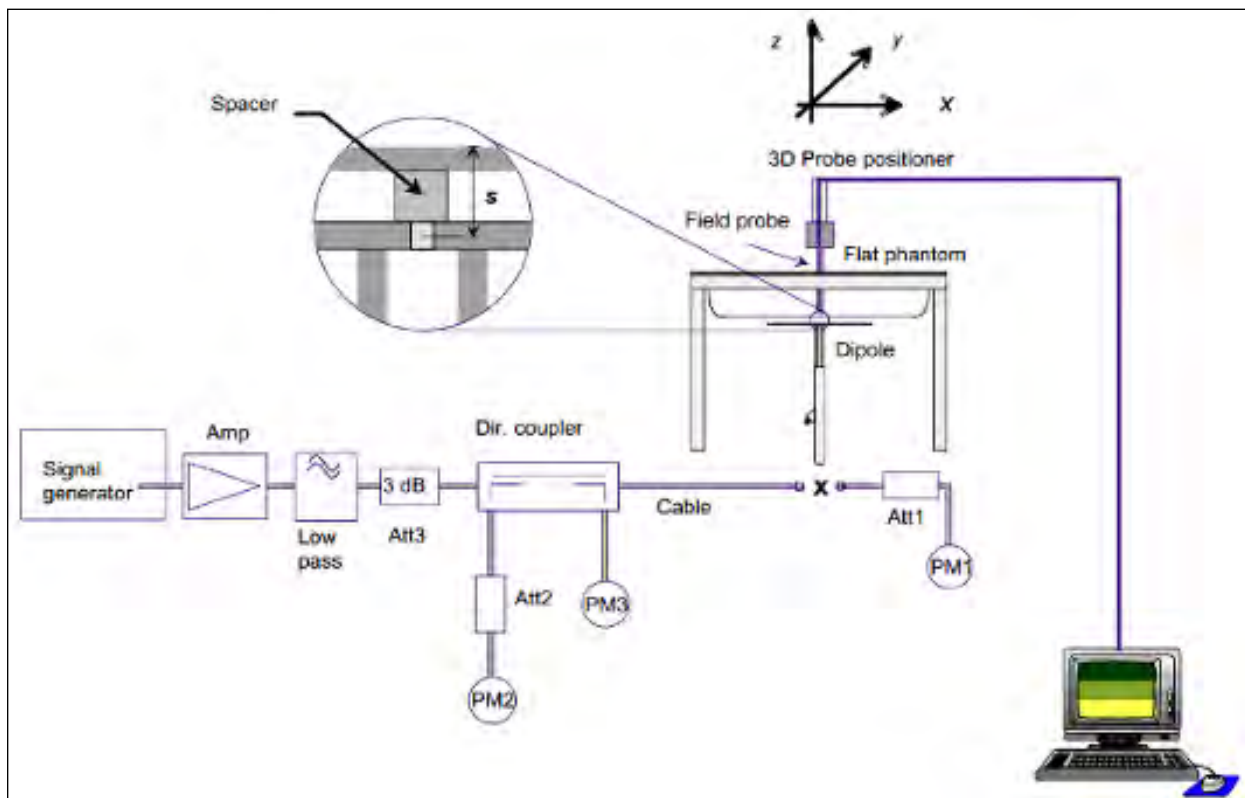 z
y
x
Spacer
s
3D Probe positioner
Field probe
Flat phantom
Dipole
Signal
generator
Amp
Low
pass
3 dB
Att3
Dir. coupler
Cable
x
Att1
PM1
Att2
PM3
PM2